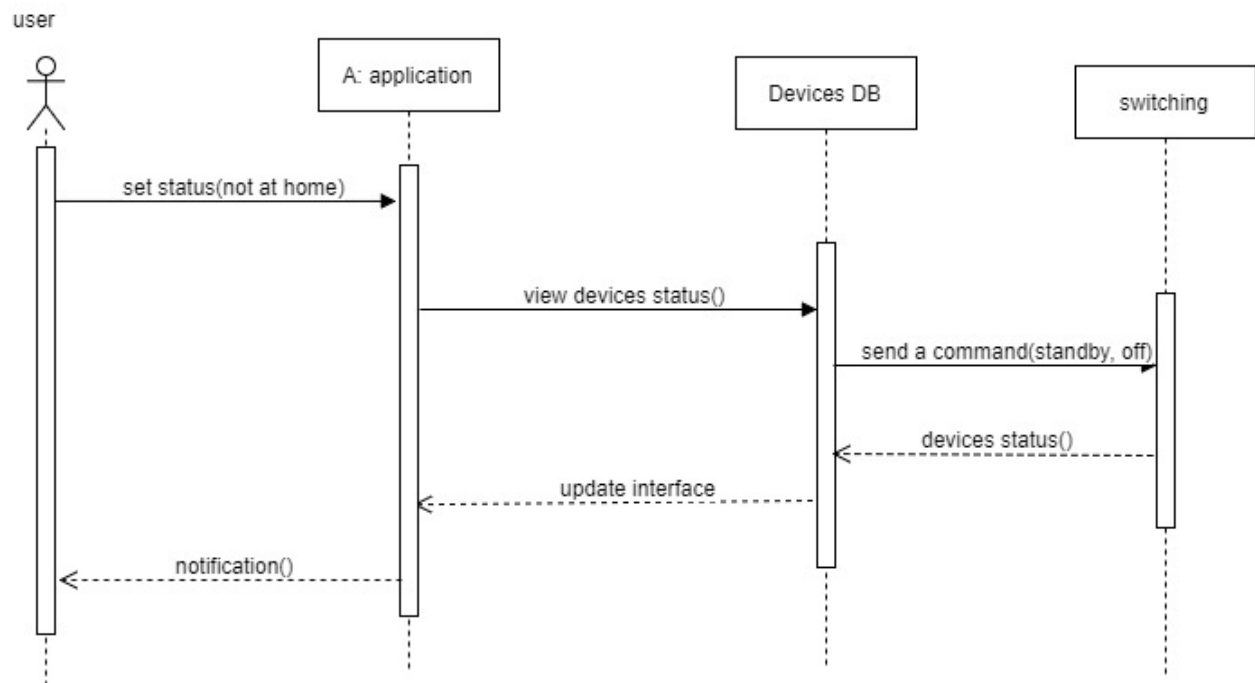 user
A: application
Devices DB
switching
set status(not at home)
view devices status()
send a command(standby, off)
devices status()
update interface
notification()